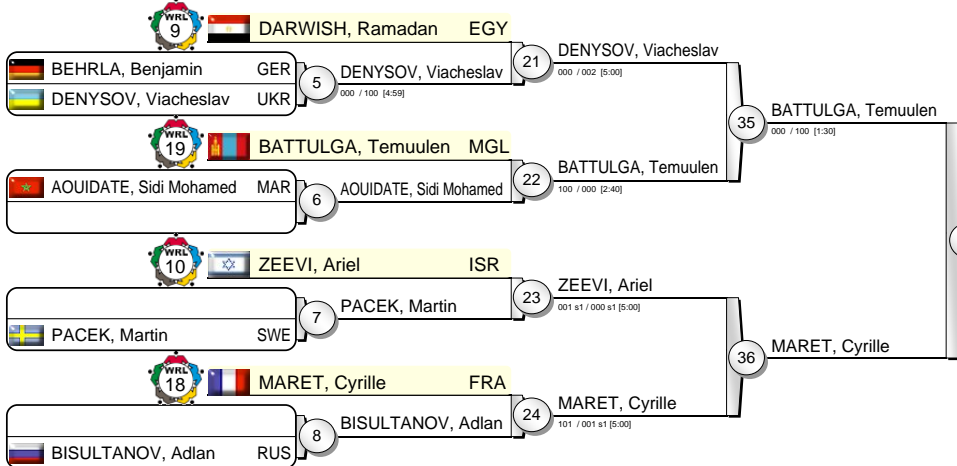 WRL 9 DARWISH, Ramadan EGY
BEHRLA, Benjamin GER
DENYSOV, Viacheslav UKR
5 DENYSOV, Viacheslav
000 / 100 [4:59]
21 DENYSOV, Viacheslav
000 / 002 [5:00]
WRL 19 BATTULGA, Temuulen MGL
AOUIDATE, Sidi Mohamed MAR
6 AOUIDATE, Sidi Mohamed
22 BATTULGA, Temuulen
100 / 000 [2:40]
35 BATTULGA, Temuulen
000 / 100 [1:30]
WRL 10 ZEEVI, Ariel ISR
PACEK, Martin SWE
7 PACEK, Martin
23 ZEEVI, Ariel
001 s1 / 000 s1 [5:00]
WRL 18 MARET, Cyrille FRA
BISULTANOV, Adlan RUS
8 BISULTANOV, Adlan
24 MARET, Cyrille
101 / 001 s1 [5:00]
36 MARET, Cyrille